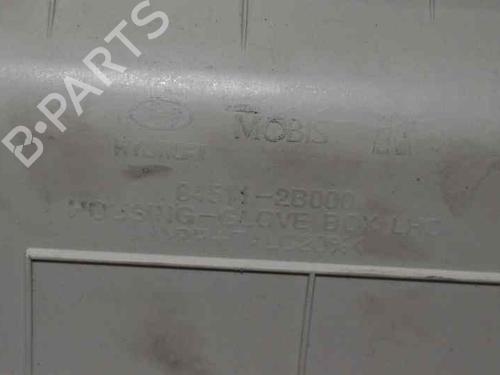 B-PARTS
HYUNDAI
MOBIS
84511-2B000
HOUSING-GLOVE BOX LHD